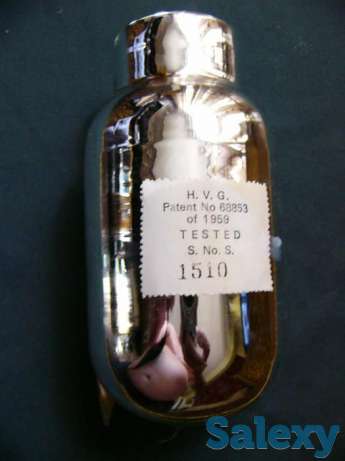 H. V. G.
Patent No 68853
of 1959
TESTED
S. No. S.
1510
Salexy